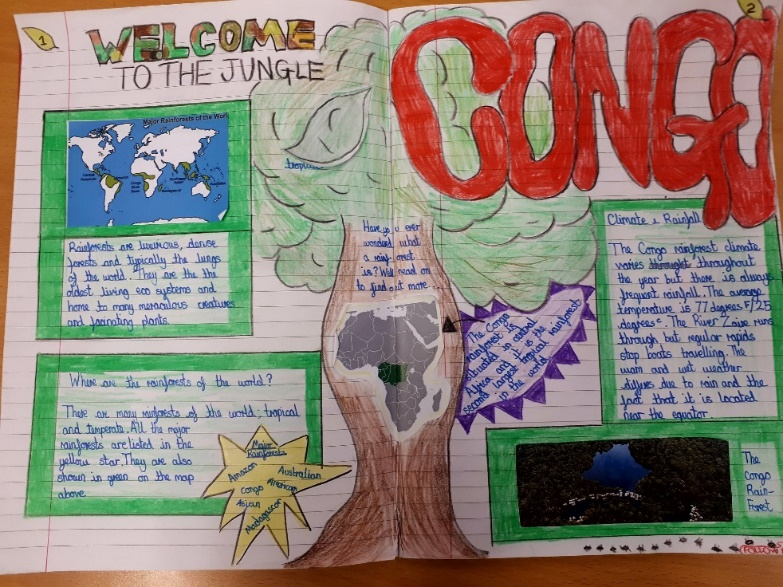 1
WELCOME
TO THE JUNGLE
Major Rainforests of the World
Rainforests are luxurious, dense
forests and typically the lungs
of the world. They are the the
oldest living eco systems and
home to many meraculous creatures
and facinating plants.
Where are the rainforests of the world?
There are many rainforests of the world; tropical
and temperate. All the major
rainforests are listed in the
yellow star. They are also
shown in green on the map
above.
Major
Rainforests
Amazon
Australian
Congo American
Asian
Madagascar
tropical
Have you ever
wondered what
a rain-forest
is? Well read on
to find out more...
2
CONGO
The Congo
rainforest is
situated in central
Africa and it is the
second largest tropical rainforest
in the world.
Climate & Rainfall
The Congo rainforest climate
varies throughout
the year but there is always
frequent rainfall. The average
temperature is 77 degrees F/25
degrees c. The River Zaire runs
through but regular rapids
stop boats travelling. The
warm and wet weather
differs due to rain and the
fact that it is located
near the equator.
The
Congo
Rain-
Forest
FOLLOW